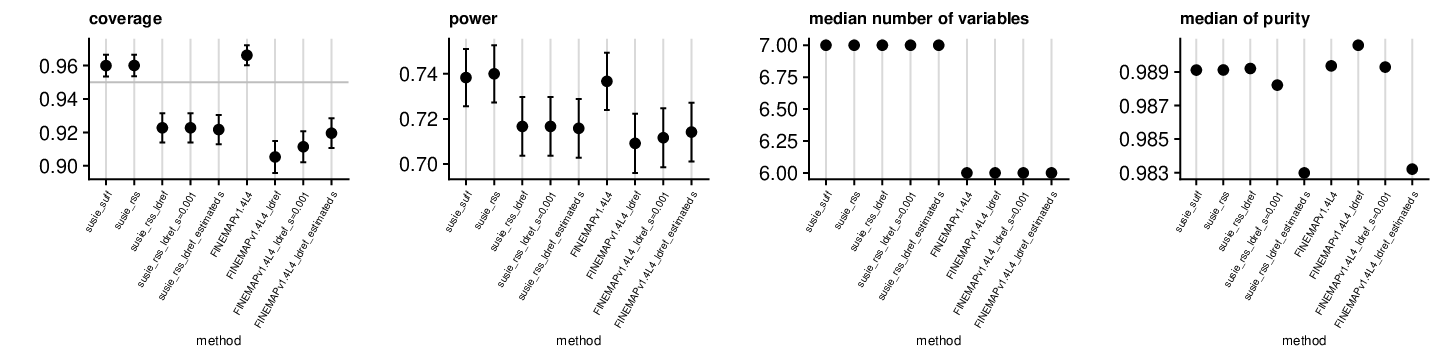 coverage
0.96
0.94
0.92
0.90
susie_suff
susie_rss
susie_rss_ldref
susie_rss_ldref_s=0.001
susie_rss_ldref_estimated s
FINEMAPv1.4L4
FINEMAPv1.4L4_ldref
FINEMAPv1.4L4_ldref_s=0.001
FINEMAPv1.4L4_ldref_estimated s
method
power
0.74
0.72
0.70
susie_suff
susie_rss
susie_rss_ldref
susie_rss_ldref_s=0.001
susie_rss_ldref_estimated s
FINEMAPv1.4L4
FINEMAPv1.4L4_ldref
FINEMAPv1.4L4_ldref_s=0.001
FINEMAPv1.4L4_ldref_estimated s
method
median number of variables
7.00
6.75
6.50
6.25
6.00
susie_suff
susie_rss
susie_rss_ldref
susie_rss_ldref_s=0.001
susie_rss_ldref_estimated s
FINEMAPv1.4L4
FINEMAPv1.4L4_ldref
FINEMAPv1.4L4_ldref_s=0.001
FINEMAPv1.4L4_ldref_estimated s
method
median of purity
0.989
0.987
0.985
0.983
susie_suff
susie_rss
susie_rss_ldref
susie_rss_ldref_s=0.001
susie_rss_ldref_estimated s
FINEMAPv1.4L4
FINEMAPv1.4L4_ldref
FINEMAPv1.4L4_ldref_s=0.001
FINEMAPv1.4L4_ldref_estimated s
method